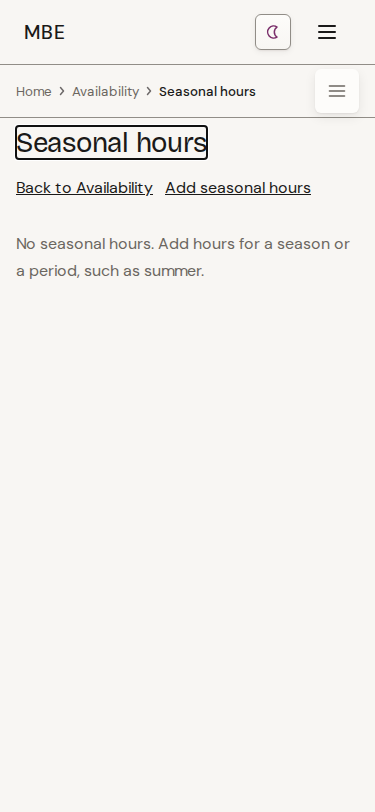 MBE
Home > Availability > Seasonal hours
Seasonal hours
Back to Availability Add seasonal hours
No seasonal hours. Add hours for a season or
a period, such as summer.